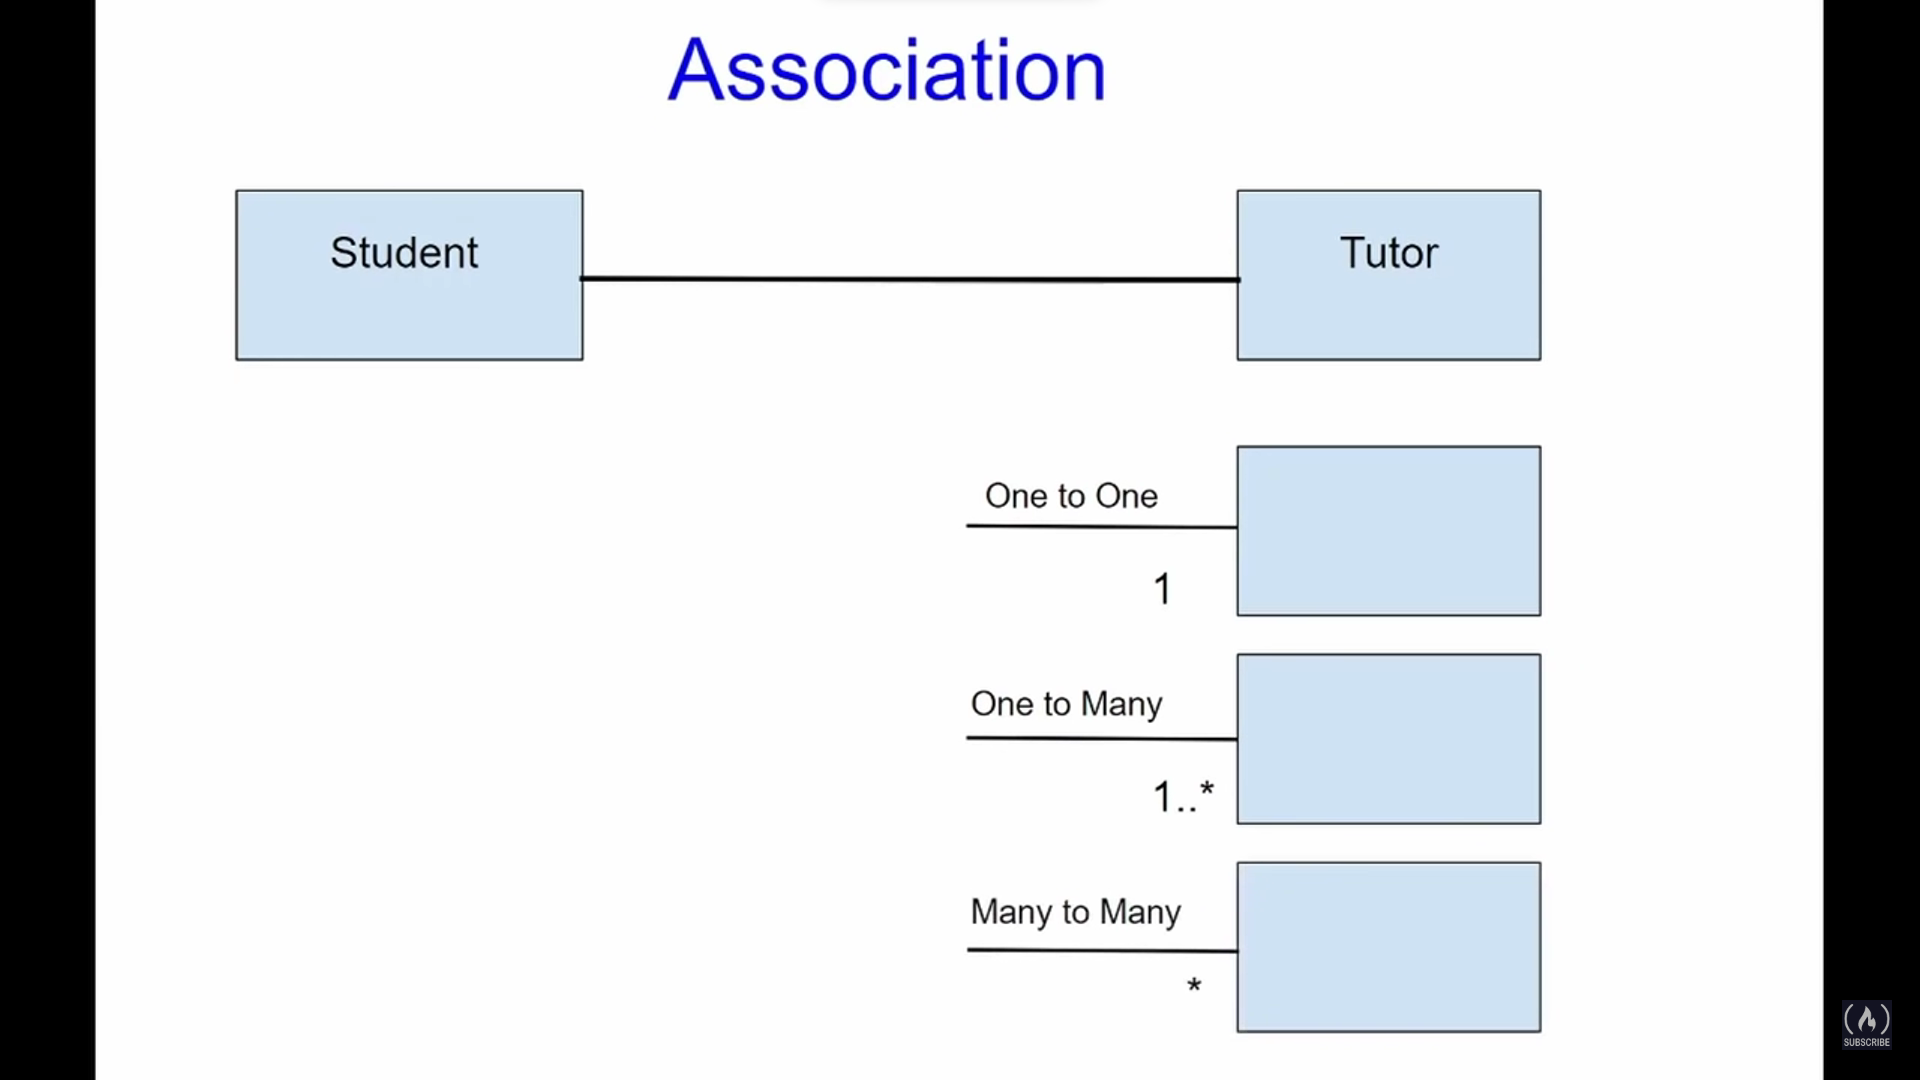 Association
Student
Tutor
One to One
1
One to Many
1..*
Many to Many
*
SUBSCRIBE